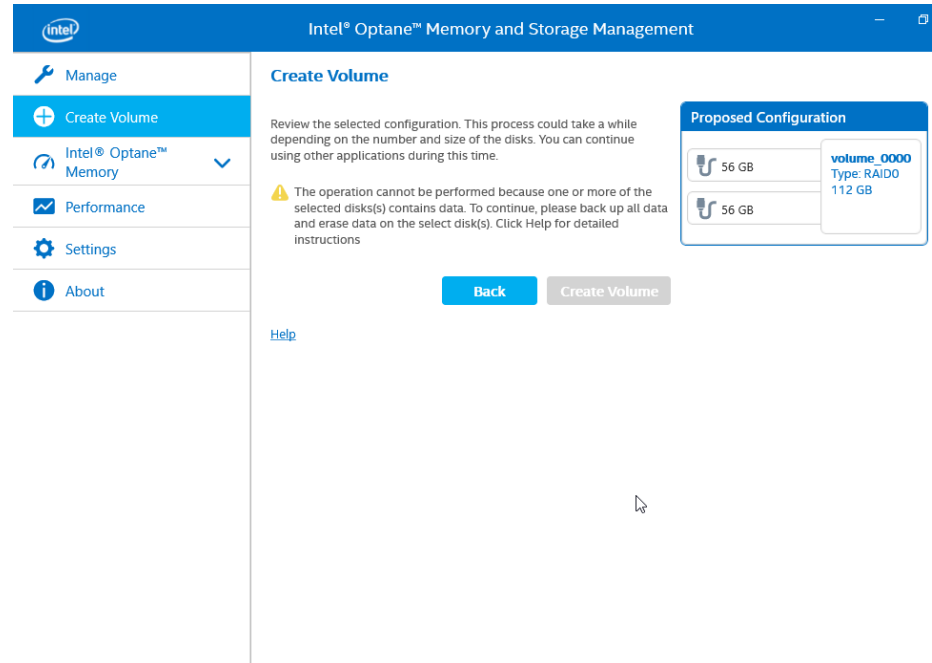 intel
Intel® Optane™ Memory and Storage Management
Manage
Create Volume
Intel® Optane™
Memory
Performance
Settings
About
Create Volume
Review the selected configuration. This process could take a while
depending on the number and size of the disks. You can continue
using other applications during this time.
The operation cannot be performed because one or more of the
selected disks(s) contains data. To continue, please back up all data
and erase data on the select disk(s). Click Help for detailed
instructions
Back
Create Volume
Help
Proposed Configuration
56 GB
56 GB
volume_0000
Type: RAID0
112 GB